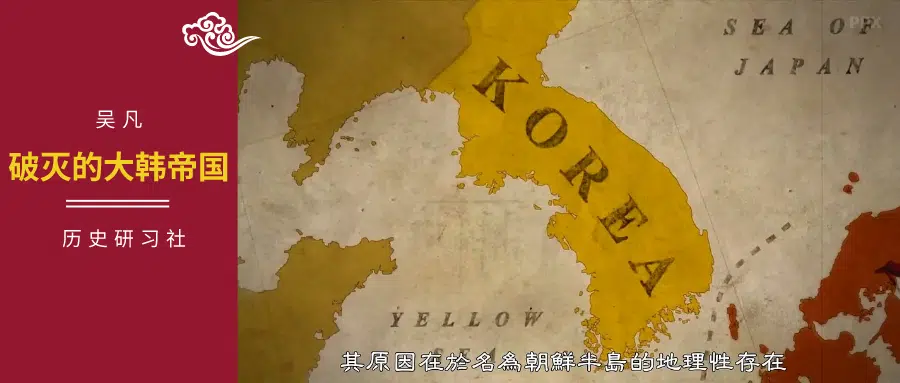 吴凡
破灭的大韩帝国
历史研习社
SEA OF
JAPAN
KOREA
YELLOW
SEA
其原因在於名為朝鮮半島的地理性存在